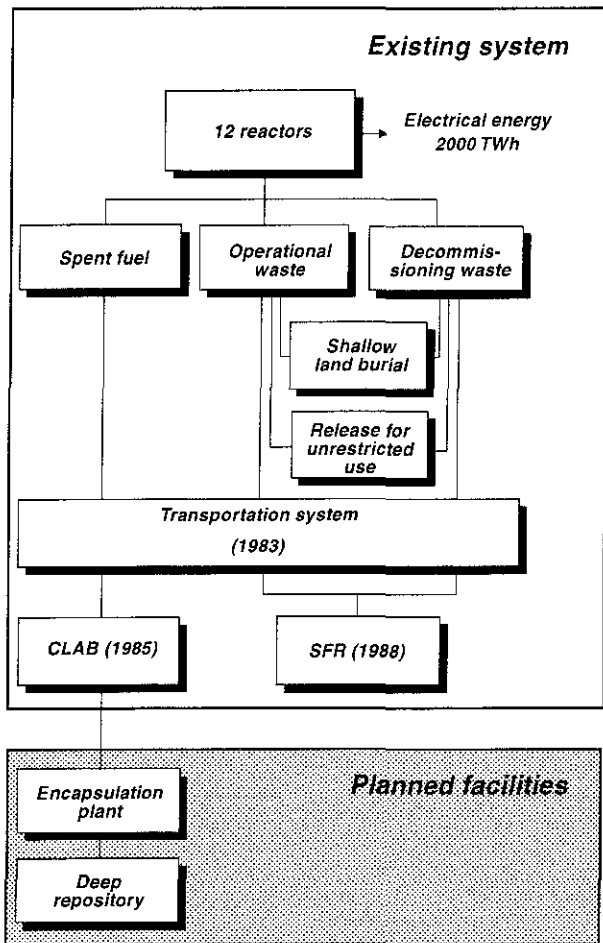 Existing system
12 reactors
Electrical energy
2000 TWh
Spent fuel
Operational
waste
Decommis-
sioning waste
Shallow
land burial
Release for
unrestricted
use
Transportation system
(1983)
CLAB (1985)
SFR (1988)
Planned facilities
Encapsulation
plant
Deep
repository